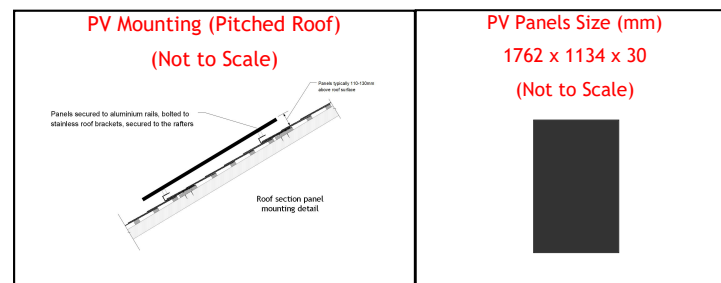 PV Mounting (Pitched Roof)
(Not to Scale)
Panels typically 110-130mm
above roof surface
Panels secured to aluminium rails, bolted to
stainless roof brackets, secured to the rafters
Roof section panel
mounting detail
PV Panels Size (mm)
1762 x 1134 x 30
(Not to Scale)